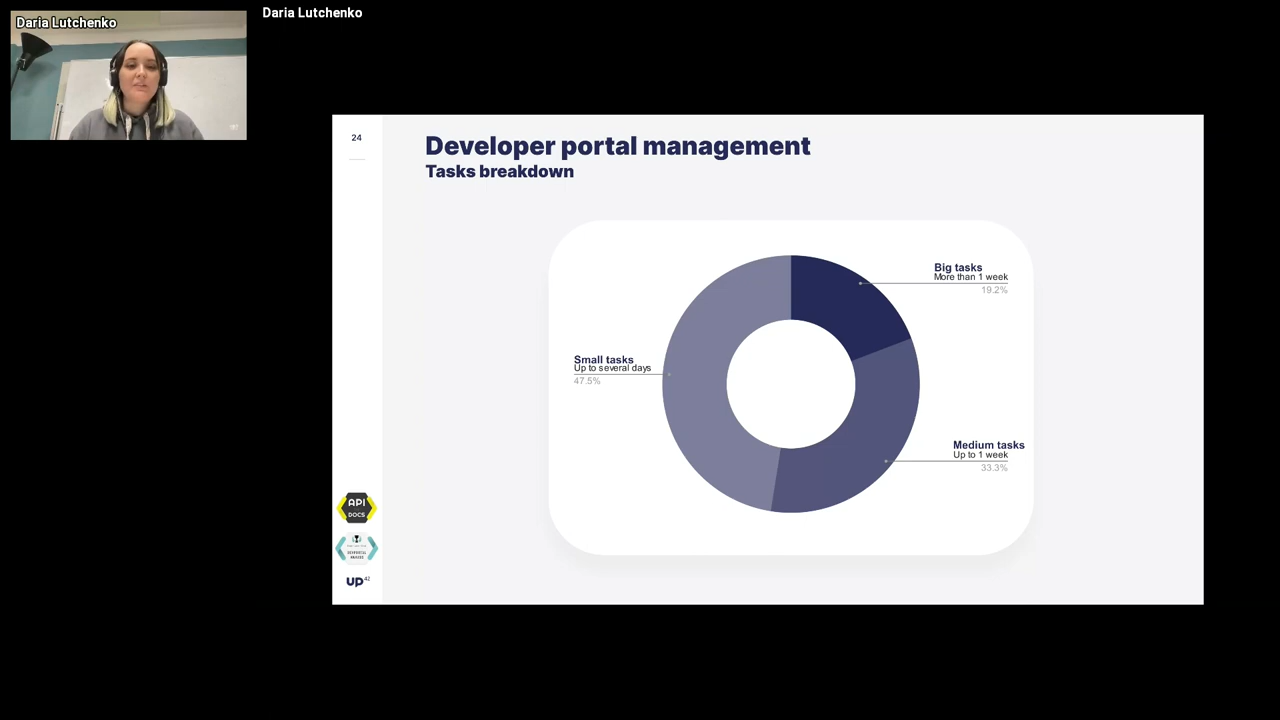 Daria Lutchenko
Daria Lutchenko
24
Developer portal management
Tasks breakdown
Big tasks
More than 1 week
19.2%
Small tasks
Up to several days
47.5%
Medium tasks
Up to 1 week
33.3%
API
DOCS
UP42